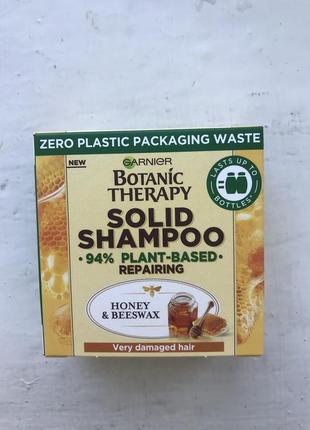 ZERO PLASTIC PACKAGING WASTE
NEW
GARNIER
BOTANIC
THERAPY
SOLID
SHAMPOO
• 94% PLANT-BASED •
REPAIRING
LASTS UP TO
BOTTLES
HONEY
& BEESWAX
Very damaged hair